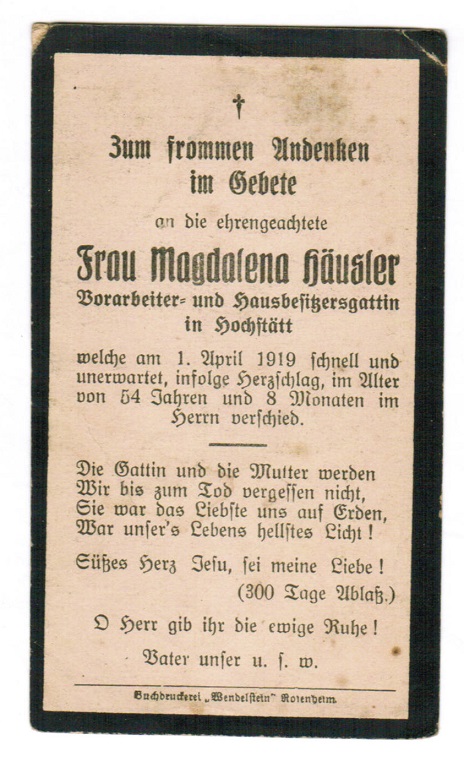 †
Zum frommen Andenken
im Gebete
an die ehrengeachtete
Frau Magdalena Häusler
Vorarbeiter- und Hausbesitzersgattin
in Hochstätt
welche am 1. April 1919 schnell und
unerwartet, infolge Herzschlag, im Alter
von 54 Jahren und 8 Monaten im
Herrn verschied.
Die Gattin und die Mutter werden
Wir bis zum Tod vergessen nicht,
Sie war das Liebste uns auf Erden,
War unser's Lebens hellstes Licht!
Süßes Herz Jesu, sei meine Liebe!
(300 Tage Ablaß.)
O Herr gib ihr die ewige Ruhe!
Vater unser u. s. w.
Buchdruckerei „Wendelstein" Rosenheim.